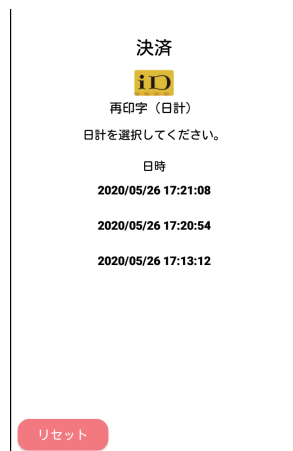 決済
iD
再印字（日計）
日計を選択してください。
日時
2020/05/26 17:21:08
2020/05/26 17:20:54
2020/05/26 17:13:12
リセット